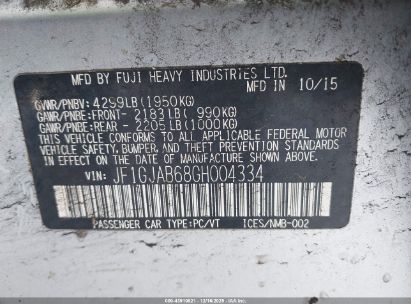 MFD BY FUJI HEAVY INDUSTRIES LTD.
10/15
GVWR/PNBV: 4299LB(1950KG)
GAWR/PNBE:FRONT- 2183LB( 990KG)
GAWR/PNBE:REAR - 2205LB(1000KG)
THIS VEHICLE CONFORMS TO ALL APPLICABLE FEDERAL MOTOR
VEHICLE SAFETY, BUMPER, AND THEFT PREVENTION
STANDARDS IN EFFECT ON THE DATE OF MANUFACTURE
SHOWN ABOVE.
VIN: JF1GJAB68GH004334
PASSENGER CAR TYPE:PC/VT ICES/NMB-002